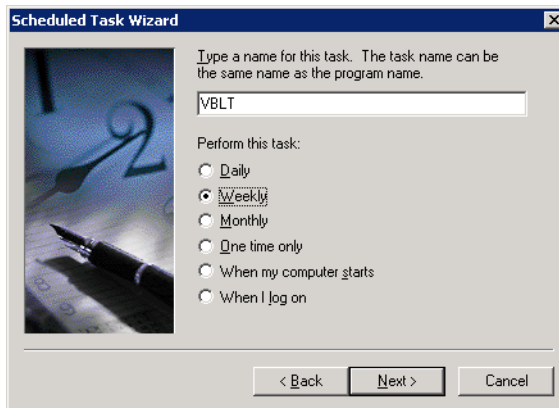 Scheduled Task Wizard
Type a name for this task. The task name can be
the same name as the program name.
VBLT
Perform this task:
Daily
Weekly
Monthly
One time only
When my computer starts
When I log on
< Back
Next >
Cancel